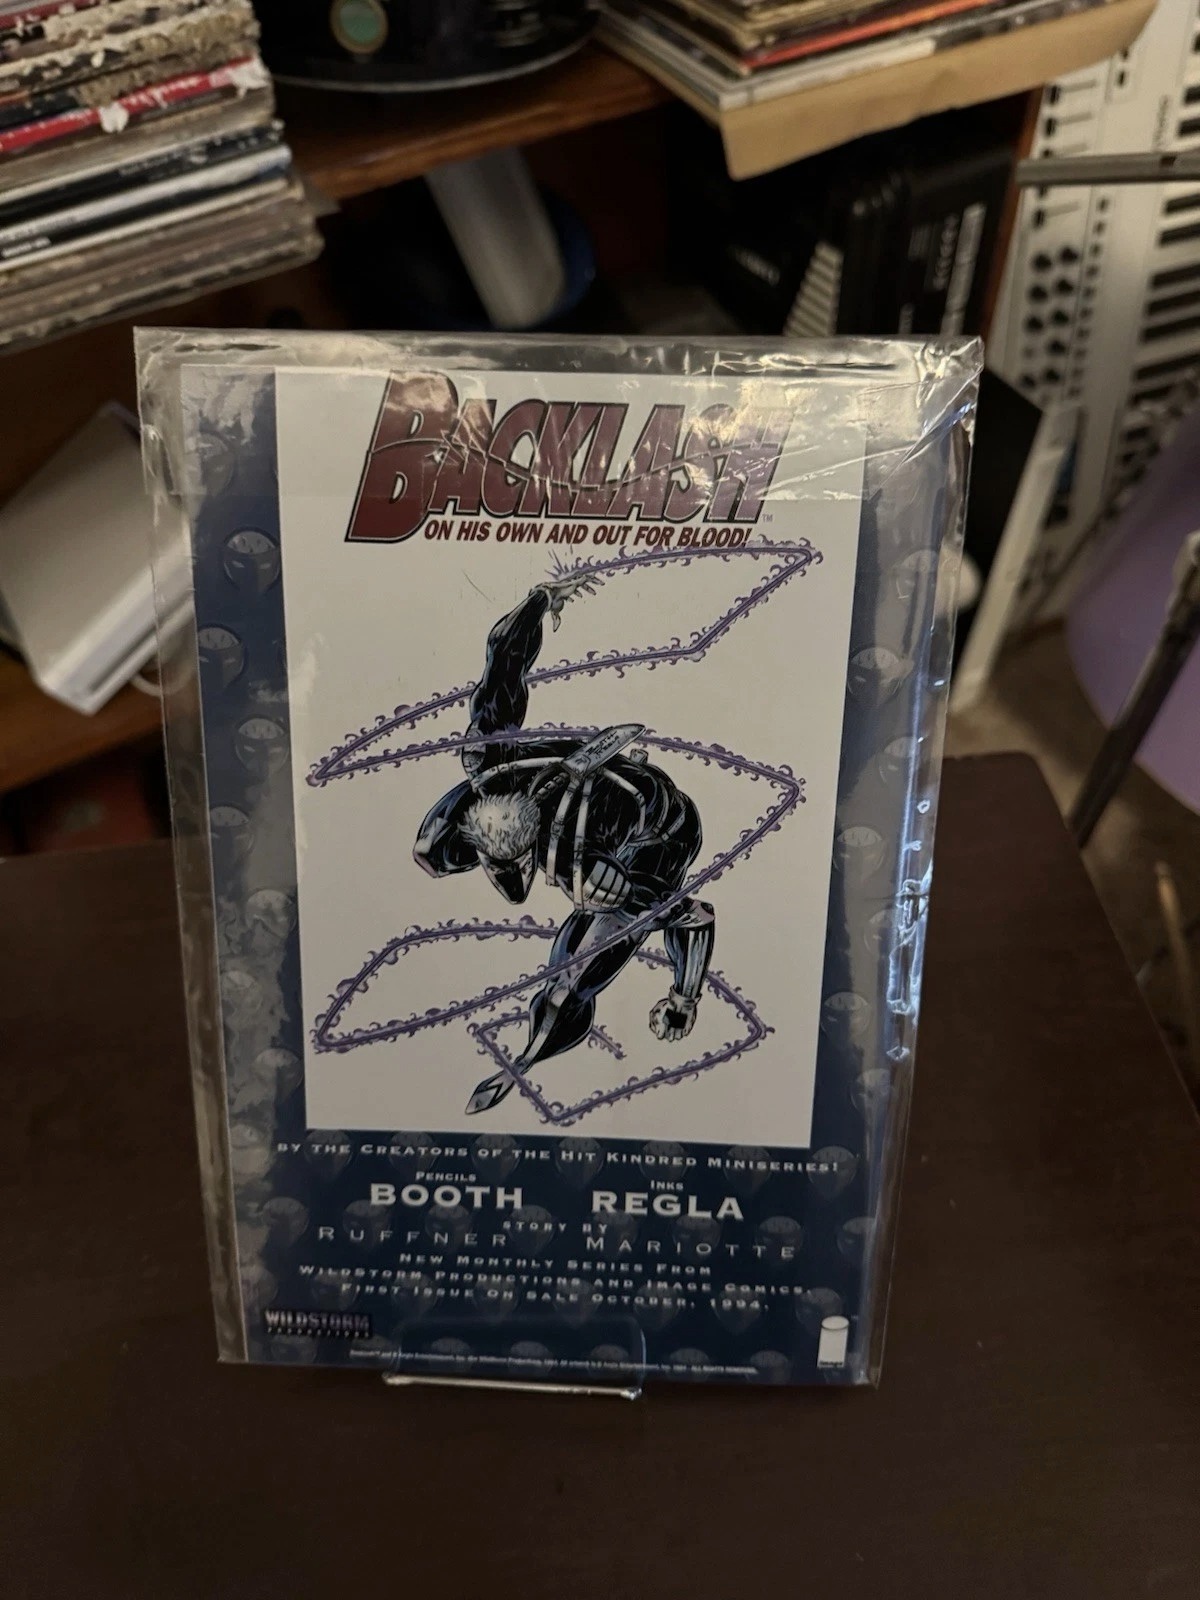 BACKLASH™
ON HIS OWN AND OUT FOR BLOOD!
BY THE CREATORS OF THE HIT KINDRED MINISERIES!
PENCILS
BOOTH
INKS
REGLA
STORY BY
RUFFNER MARIOTTE
NEW MONTHLY SERIES FROM
WILDSTORM PRODUCTIONS AND IMAGE COMICS.
FIRST ISSUE ON SALE OCTOBER, 1994.
WILDSTORM
PRODUCTIONS